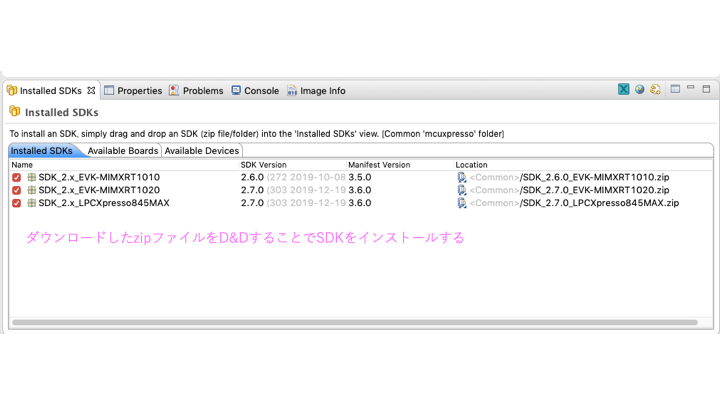 Installed SDKs Properties Problems Console Image Info
Installed SDKs
To install an SDK, simply drag and drop an SDK (zip file/folder) into the 'Installed SDKs' view. [Common 'mcuxpresso' folder]
Installed SDKs Available Boards Available Devices
Name SDK Version Manifest Version Location
SDK_2.x_EVK-MIMXRT1010 2.6.0 (272 2019-10-08 3.5.0 <Common>/SDK_2.6.0_EVK-MIMXRT1010.zip
SDK_2.x_EVK-MIMXRT1020 2.7.0 (303 2019-12-19 3.6.0 <Common>/SDK_2.7.0_EVK-MIMXRT1020.zip
SDK_2.x_LPCXpresso845MAX 2.7.0 (303 2019-12-19 3.6.0 <Common>/SDK_2.7.0_LPCXpresso845MAX.zip
ダウンロードしたzipファイルをD&DすることでSDKをインストールする